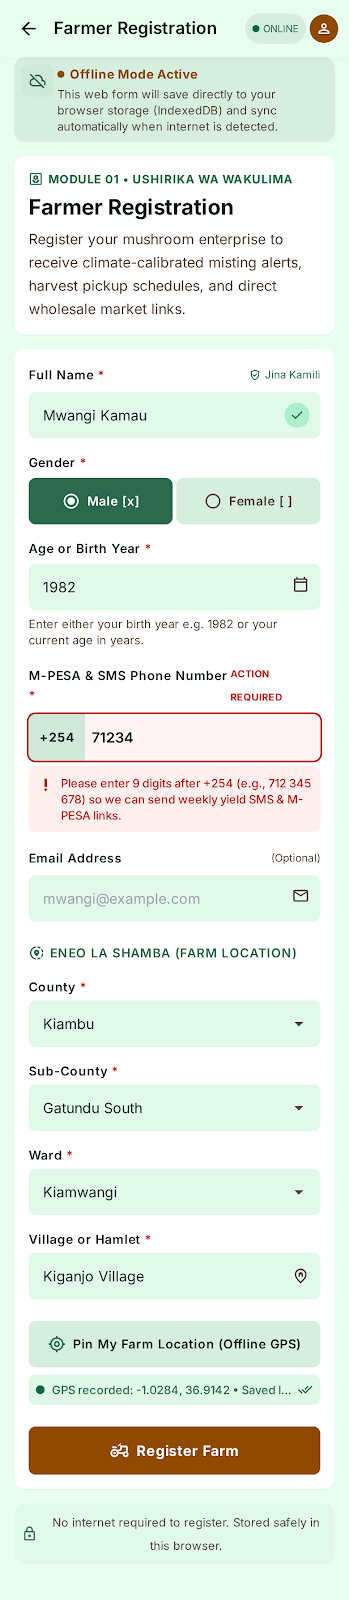 Farmer Registration
ONLINE
Offline Mode Active
This web form will save directly to your
browser storage (IndexedDB) and sync
automatically when internet is detected.
MODULE 01 • USHIRIKA WA WAKULIMA
Farmer Registration
Register your mushroom enterprise to
receive climate-calibrated misting alerts,
harvest pickup schedules, and direct
wholesale market links.
Full Name *
Jina Kamili
Mwangi Kamau
Gender *
Male [x]
Female [ ]
Age or Birth Year *
1982
Enter either your birth year e.g. 1982 or your
current age in years.
M-PESA & SMS Phone Number
*
ACTION
REQUIRED
+254
71234
Please enter 9 digits after +254 (e.g., 712 345
678) so we can send weekly yield SMS & M-
PESA links.
Email Address
(Optional)
mwangi@example.com
ENEO LA SHAMBA (FARM LOCATION)
County *
Kiambu
Sub-County *
Gatundu South
Ward *
Kiamwangi
Village or Hamlet *
Kiganjo Village
Pin My Farm Location (Offline GPS)
GPS recorded: -1.0284, 36.9142 • Saved l...
Register Farm
No internet required to register. Stored safely in
this browser.